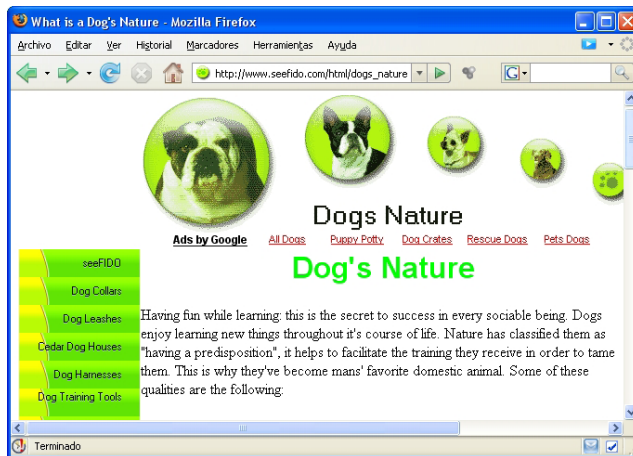 What is a Dog's Nature - Mozilla Firefox
Archivo Editar Ver Historial Marcadores Herramientas Ayuda
http://www.seefido.com/html/dogs_nature
G
Dogs Nature
Ads by Google All Dogs Puppy Potty Dog Crates Rescue Dogs Pets Dogs
Dog's Nature
seeFIDO
Dog Collars
Dog Leashes
Cedar Dog Houses
Dog Harnesses
Dog Training Tools
Having fun while learning: this is the secret to success in every sociable being. Dogs
enjoy learning new things throughout it's course of life. Nature has classified them as
"having a predisposition", it helps to facilitate the training they receive in order to tame
them. This is why they've become mans' favorite domestic animal. Some of these
qualities are the following:
Terminado